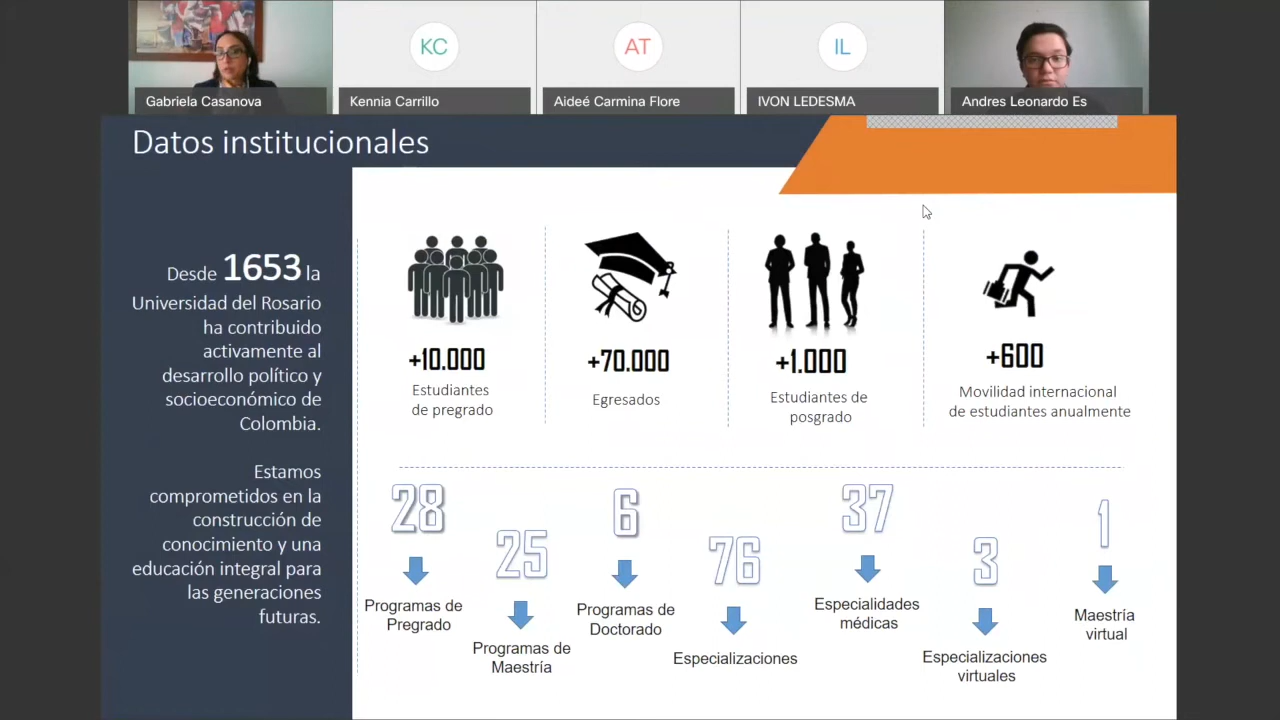 KC
AT
IL
Gabriela Casanova
Kennia Carrillo
Aideé Carmina Flore
IVON LEDESMA
Andres Leonardo Es
Datos institucionales
Desde 1653 la
Universidad del Rosario
ha contribuido
activamente al
desarrollo político y
socioeconómico de
Colombia.
Estamos
comprometidos en la
construcción de
conocimiento y una
educación integral para
las generaciones
futuras.
+10.000
Estudiantes
de pregrado
+70.000
Egresados
+1.000
Estudiantes de
posgrado
+600
Movilidad internacional
de estudiantes anualmente
28
Programas de
Pregrado
25
Programas de
Maestría
6
Programas de
Doctorado
76
Especializaciones
37
Especialidades
médicas
3
Especializaciones
virtuales
1
Maestría
virtual